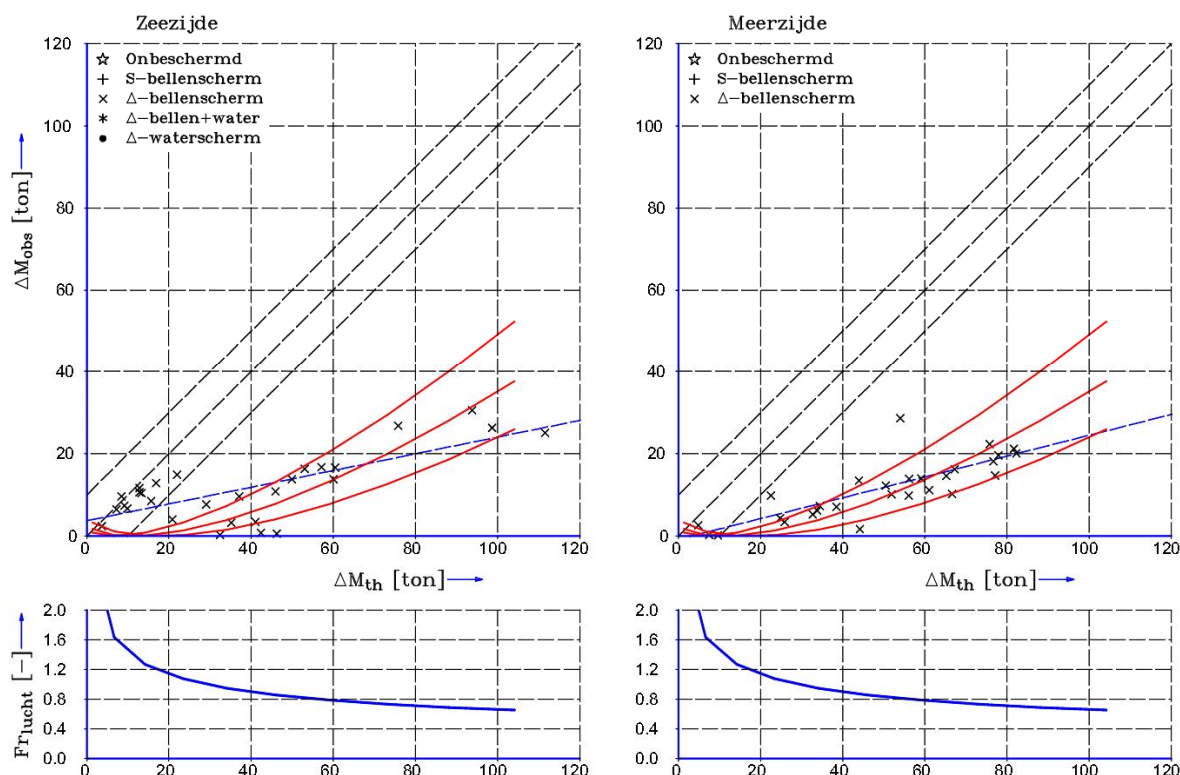 Zeezijde
120
100
80
60
40
20
0
ΔM_obs [ton]
☆ Onbeschermd
+ S-bellenscherm
× Δ-bellenscherm
* Δ-bellen+water
● Δ-waterscherm
0 20 40 60 80 100 120
ΔM_th [ton]
Meerzijde
120
100
80
60
40
20
0
☆ Onbeschermd
+ S-bellenscherm
× Δ-bellenscherm
0 20 40 60 80 100 120
ΔM_th [ton]
2.0
1.6
1.2
0.8
0.4
0.0
Fr_lucht [-]
0 20 40 60 80 100 120
2.0
1.6
1.2
0.8
0.4
0.0
0 20 40 60 80 100 120